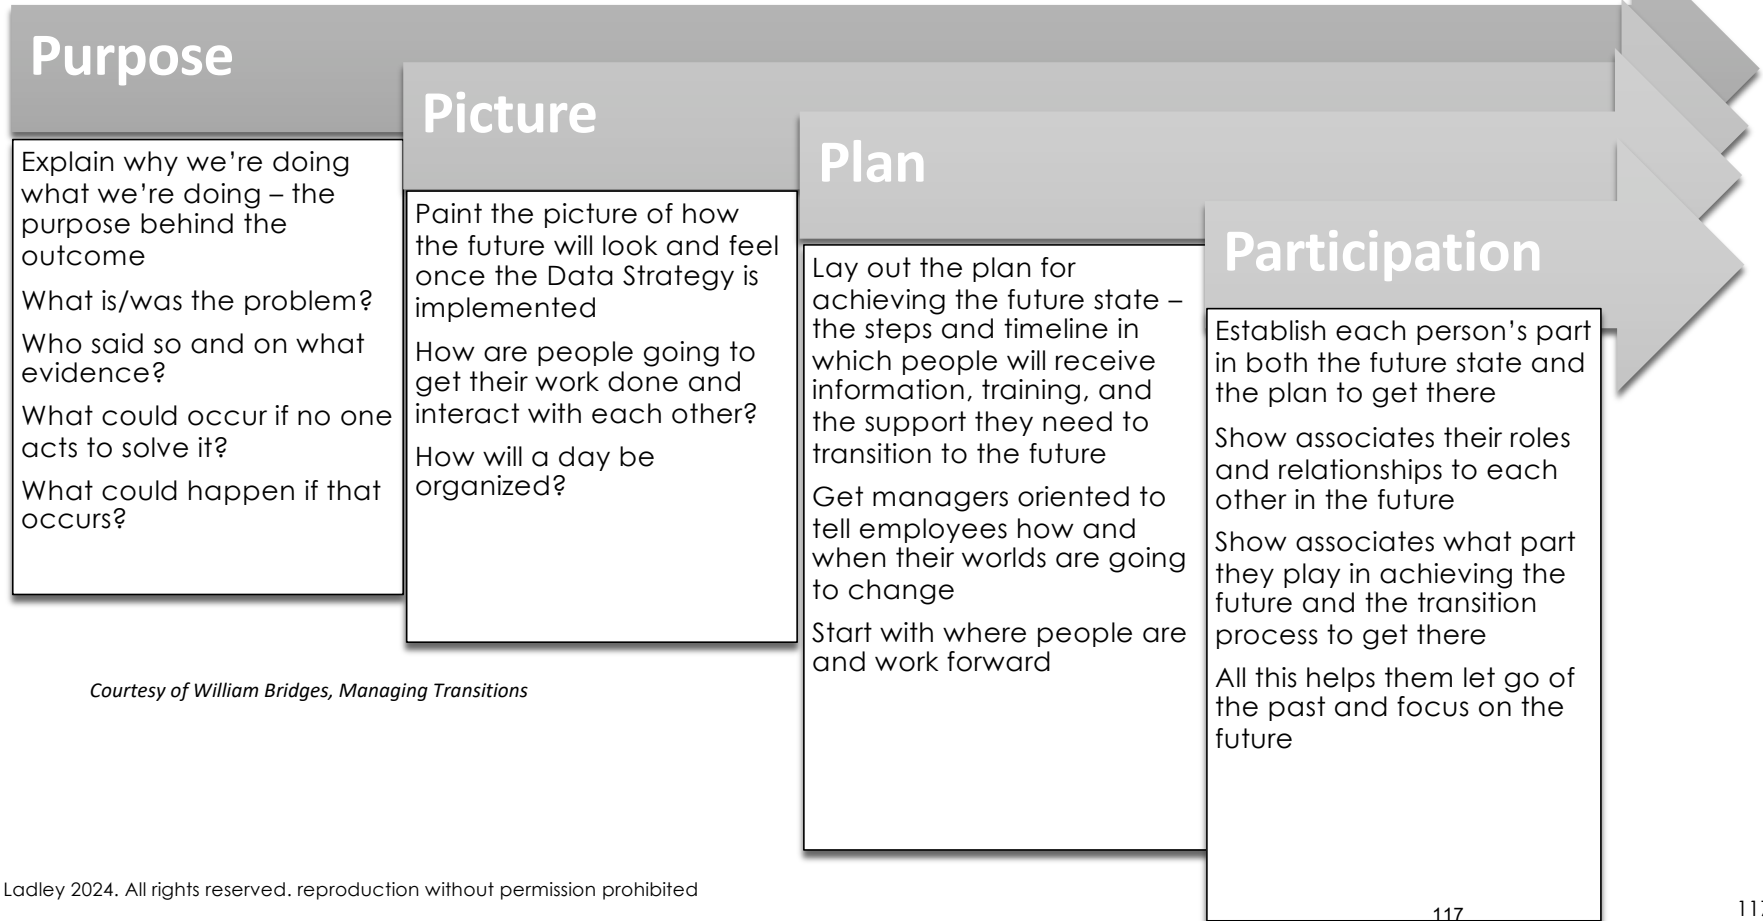 Purpose
Explain why we’re doing
what we’re doing – the
purpose behind the
outcome
What is/was the problem?
Who said so and on what
evidence?
What could occur if no one
acts to solve it?
What could happen if that
occurs?
Picture
Paint the picture of how
the future will look and feel
once the Data Strategy is
implemented
How are people going to
get their work done and
interact with each other?
How will a day be
organized?
Plan
Lay out the plan for
achieving the future state –
the steps and timeline in
which people will receive
information, training, and
the support they need to
transition to the future
Get managers oriented to
tell employees how and
when their worlds are going
to change
Start with where people are
and work forward
Participation
Establish each person’s part
in both the future state and
the plan to get there
Show associates their roles
and relationships to each
other in the future
Show associates what part
they play in achieving the
future and the transition
process to get there
All this helps them let go of
the past and focus on the
future
Courtesy of William Bridges, Managing Transitions
Ladley 2024. All rights reserved. reproduction without permission prohibited
117